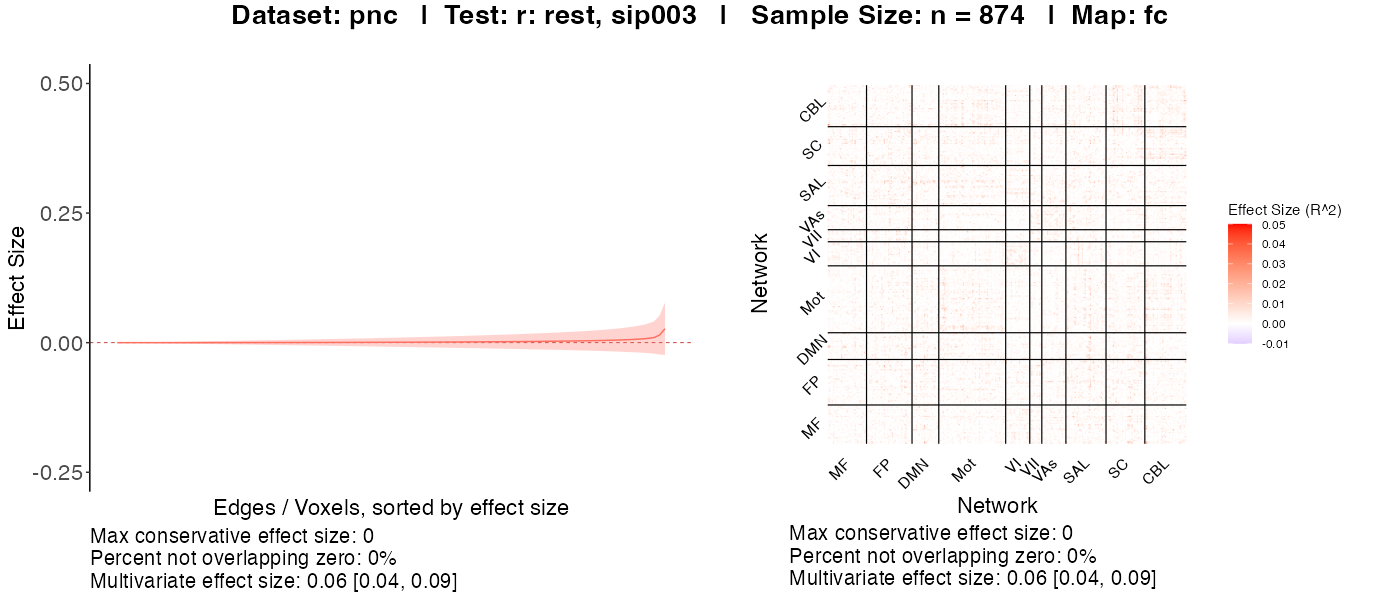 Dataset: pnc | Test: r: rest, sip003 | Sample Size: n = 874 | Map: fc
Effect Size
0.50
0.25
0.00
-0.25
Edges / Voxels, sorted by effect size
Max conservative effect size: 0
Percent not overlapping zero: 0%
Multivariate effect size: 0.06 [0.04, 0.09]
Network
CBL
SC
SAL
VAs
VII
VI
Mot
DMN
FP
MF
MF
FP
DMN
Mot
VI
VII
VAs
SAL
SC
CBL
Network
Max conservative effect size: 0
Percent not overlapping zero: 0%
Multivariate effect size: 0.06 [0.04, 0.09]
Effect Size (R^2)
0.05
0.04
0.03
0.02
0.01
0.00
-0.01